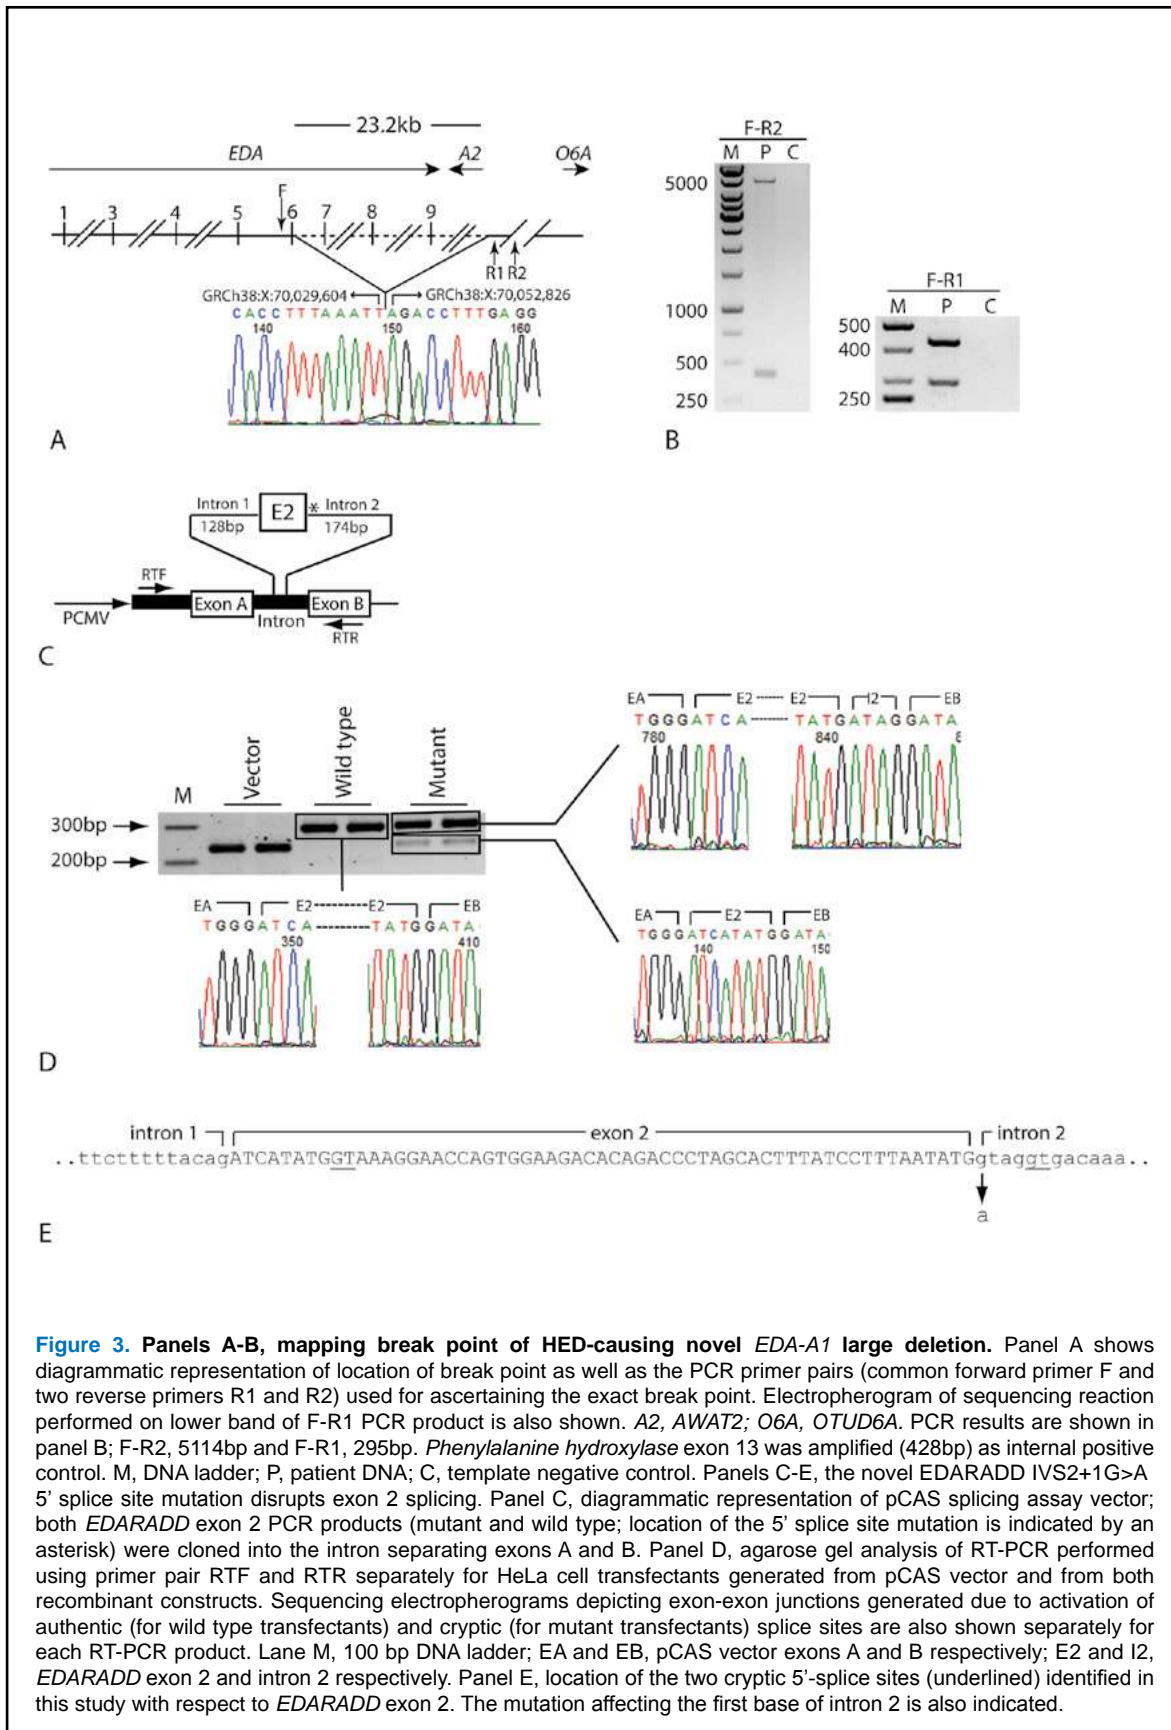 23.2kb
EDA A2 O6A
F
1 3 4 5 6 7 8 9
R1 R2
GRCh38:X:70,029,604 GRCh38:X:70,052,826
C A C C T T T A A A T T A G A C C T T T G A G G
140 150 160
A
F-R2
M P C
5000
1000
500
250
F-R1
M P C
500
400
250
B
Intron 1 E2 * Intron 2
128bp 174bp
RTF
PCMV Exon A Intron Exon B
RTR
C
M Vector Wild type Mutant
300bp
200bp
EA E2 ------ E2 I2 EB
T G G G A T C A ------ T A T G A T A G G A T A
780 840 8
EA E2 --------- E2 EB
T G G G A T C A --------- T A T G G A T A
350 410
EA E2 EB
T G G G A T C A T A T G G A T A
140 150
D
intron 1 exon 2 intron 2
..ttctttttacagATCATATGGTAAAGGAACCAGTGGAAGACACAGACCCTAGCACTTTATCCTTTAATATGgtaggtgacaaa..
a
E
Figure 3. Panels A-B, mapping break point of HED-causing novel EDA-A1 large deletion. Panel A shows
diagrammatic representation of location of break point as well as the PCR primer pairs (common forward primer F and
two reverse primers R1 and R2) used for ascertaining the exact break point. Electropherogram of sequencing reaction
performed on lower band of F-R1 PCR product is also shown. A2, AWAT2; O6A, OTUD6A. PCR results are shown in
panel B; F-R2, 5114bp and F-R1, 295bp. Phenylalanine hydroxylase exon 13 was amplified (428bp) as internal positive
control. M, DNA ladder; P, patient DNA; C, template negative control. Panels C-E, the novel EDARADD IVS2+1G>A
5’ splice site mutation disrupts exon 2 splicing. Panel C, diagrammatic representation of pCAS splicing assay vector;
both EDARADD exon 2 PCR products (mutant and wild type; location of the 5’ splice site mutation is indicated by an
asterisk) were cloned into the intron separating exons A and B. Panel D, agarose gel analysis of RT-PCR performed
using primer pair RTF and RTR separately for HeLa cell transfectants generated from pCAS vector and from both
recombinant constructs. Sequencing electropherograms depicting exon-exon junctions generated due to activation of
authentic (for wild type transfectants) and cryptic (for mutant transfectants) splice sites are also shown separately for
each RT-PCR product. Lane M, 100 bp DNA ladder; EA and EB, pCAS vector exons A and B respectively; E2 and I2,
EDARADD exon 2 and intron 2 respectively. Panel E, location of the two cryptic 5’-splice sites (underlined) identified in
this study with respect to EDARADD exon 2. The mutation affecting the first base of intron 2 is also indicated.